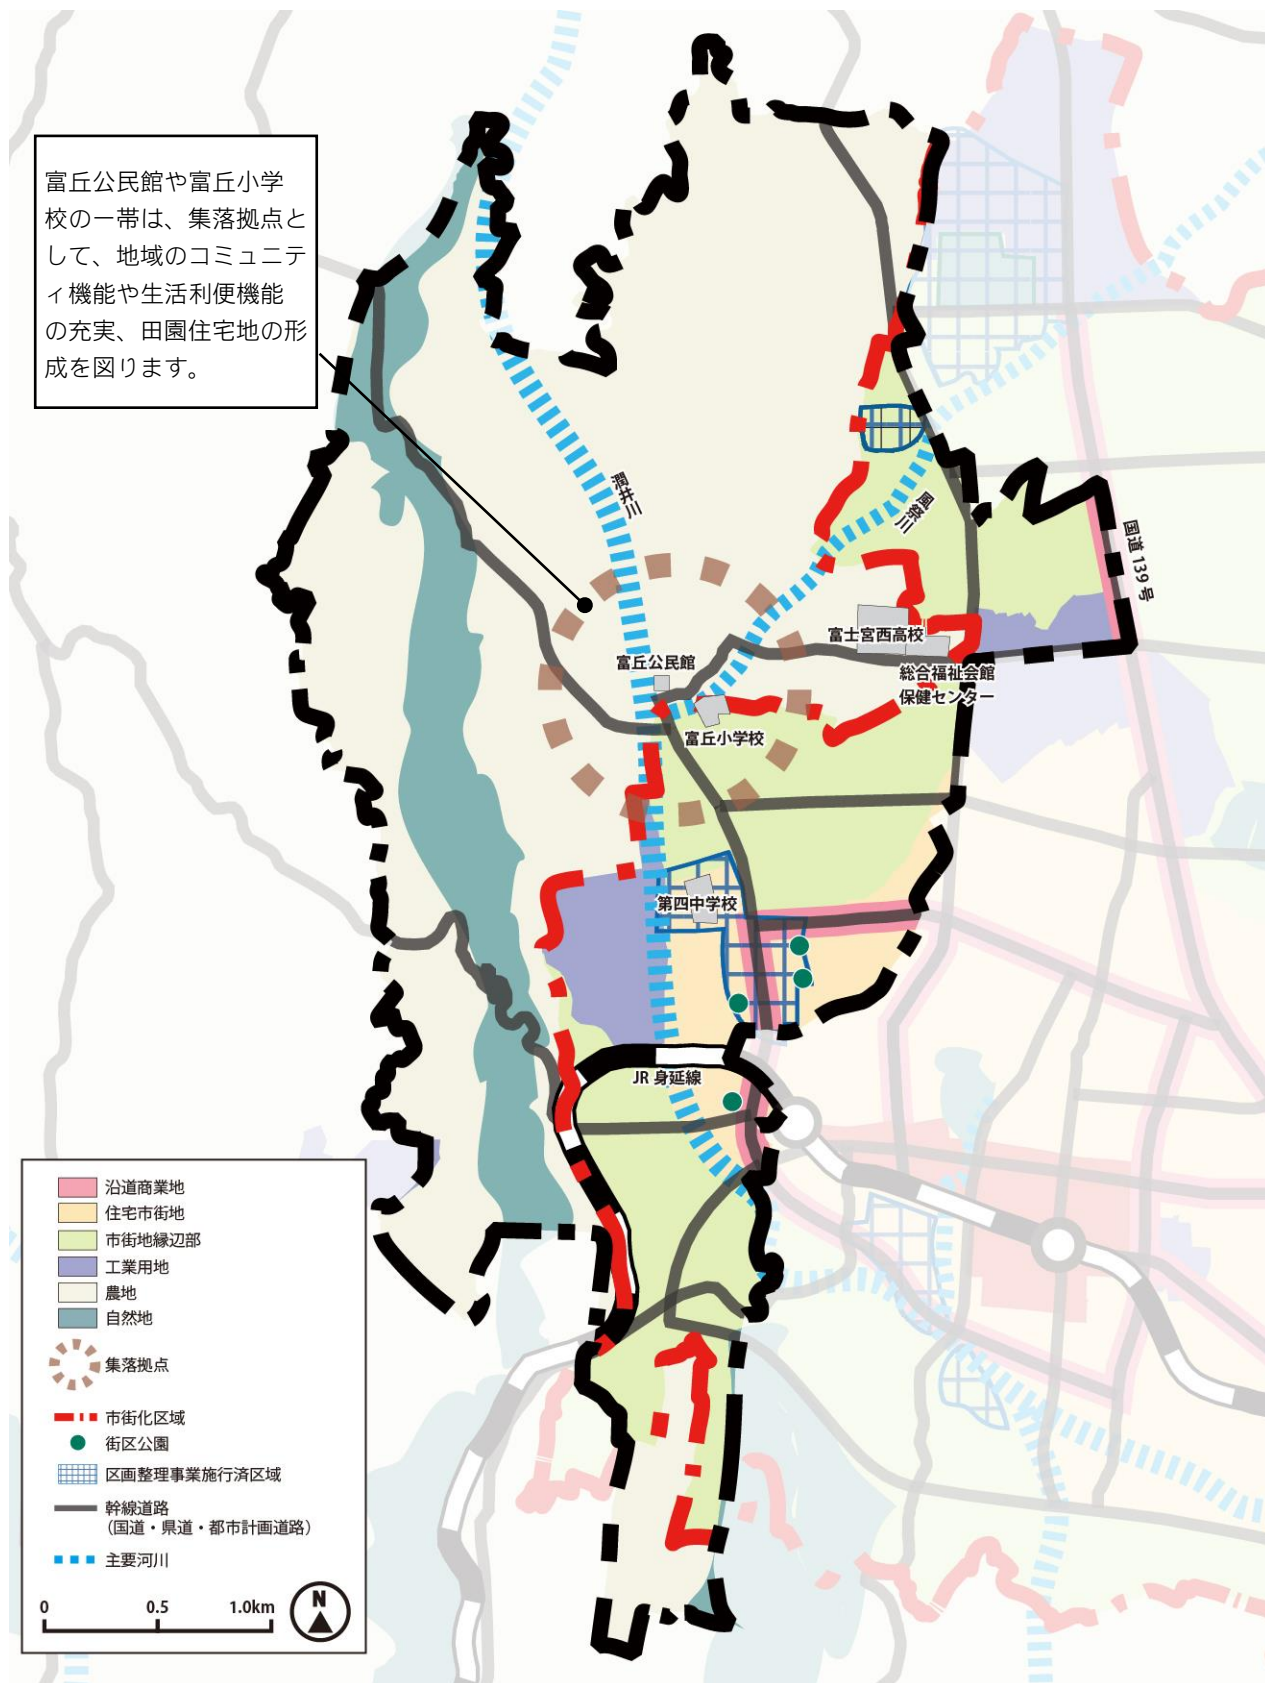 富丘公民館や富丘小学
校の一帯は、集落拠点と
して、地域のコミュニテ
ィ機能や生活利便機能
の充実、田園住宅地の形
成を図ります。
潤井川
風祭川
国道 139 号
富士宮西高校
富丘公民館
総合福祉会館
保健センター
富丘小学校
第四中学校
JR 身延線
沿道商業地
住宅市街地
市街地縁辺部
工業用地
農地
自然地
集落拠点
市街化区域
街区公園
区画整理事業施行済区域
幹線道路
（国道・県道・都市計画道路）
主要河川
0 0.5 1.0km
N